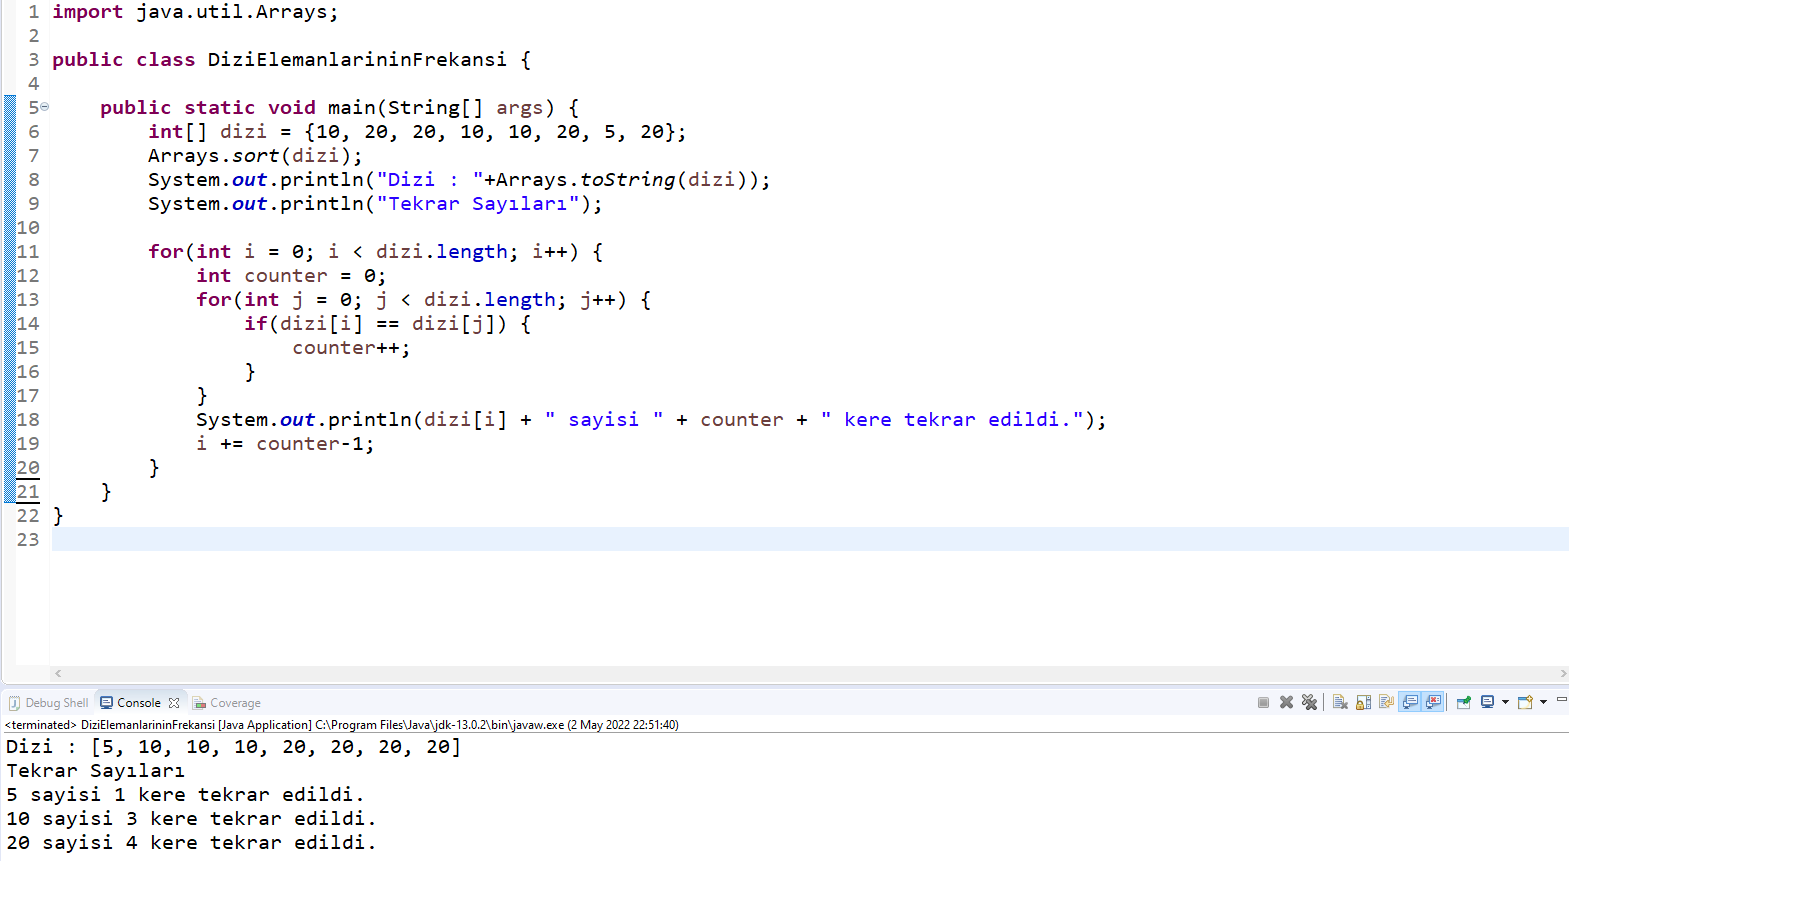 1 import java.util.Arrays;
2
3 public class DiziElemanlarininFrekansi {
4
5     public static void main(String[] args) {
6         int[] dizi = {10, 20, 20, 10, 10, 20, 5, 20};
7         Arrays.sort(dizi);
8         System.out.println("Dizi : "+Arrays.toString(dizi));
9         System.out.println("Tekrar Sayıları");
10
11         for(int i = 0; i < dizi.length; i++) {
12             int counter = 0;
13             for(int j = 0; j < dizi.length; j++) {
14                 if(dizi[i] == dizi[j]) {
15                     counter++;
16                 }
17             }
18             System.out.println(dizi[i] + " sayisi " + counter + " kere tekrar edildi.");
19             i += counter-1;
20         }
21     }
22 }
23
Debug Shell Console Coverage
<terminated> DiziElemanlarininFrekansi [Java Application] C:\Program Files\Java\jdk-13.0.2\bin\javaw.exe (2 May 2022 22:51:40)
Dizi : [5, 10, 10, 10, 20, 20, 20, 20]
Tekrar Sayıları
5 sayisi 1 kere tekrar edildi.
10 sayisi 3 kere tekrar edildi.
20 sayisi 4 kere tekrar edildi.